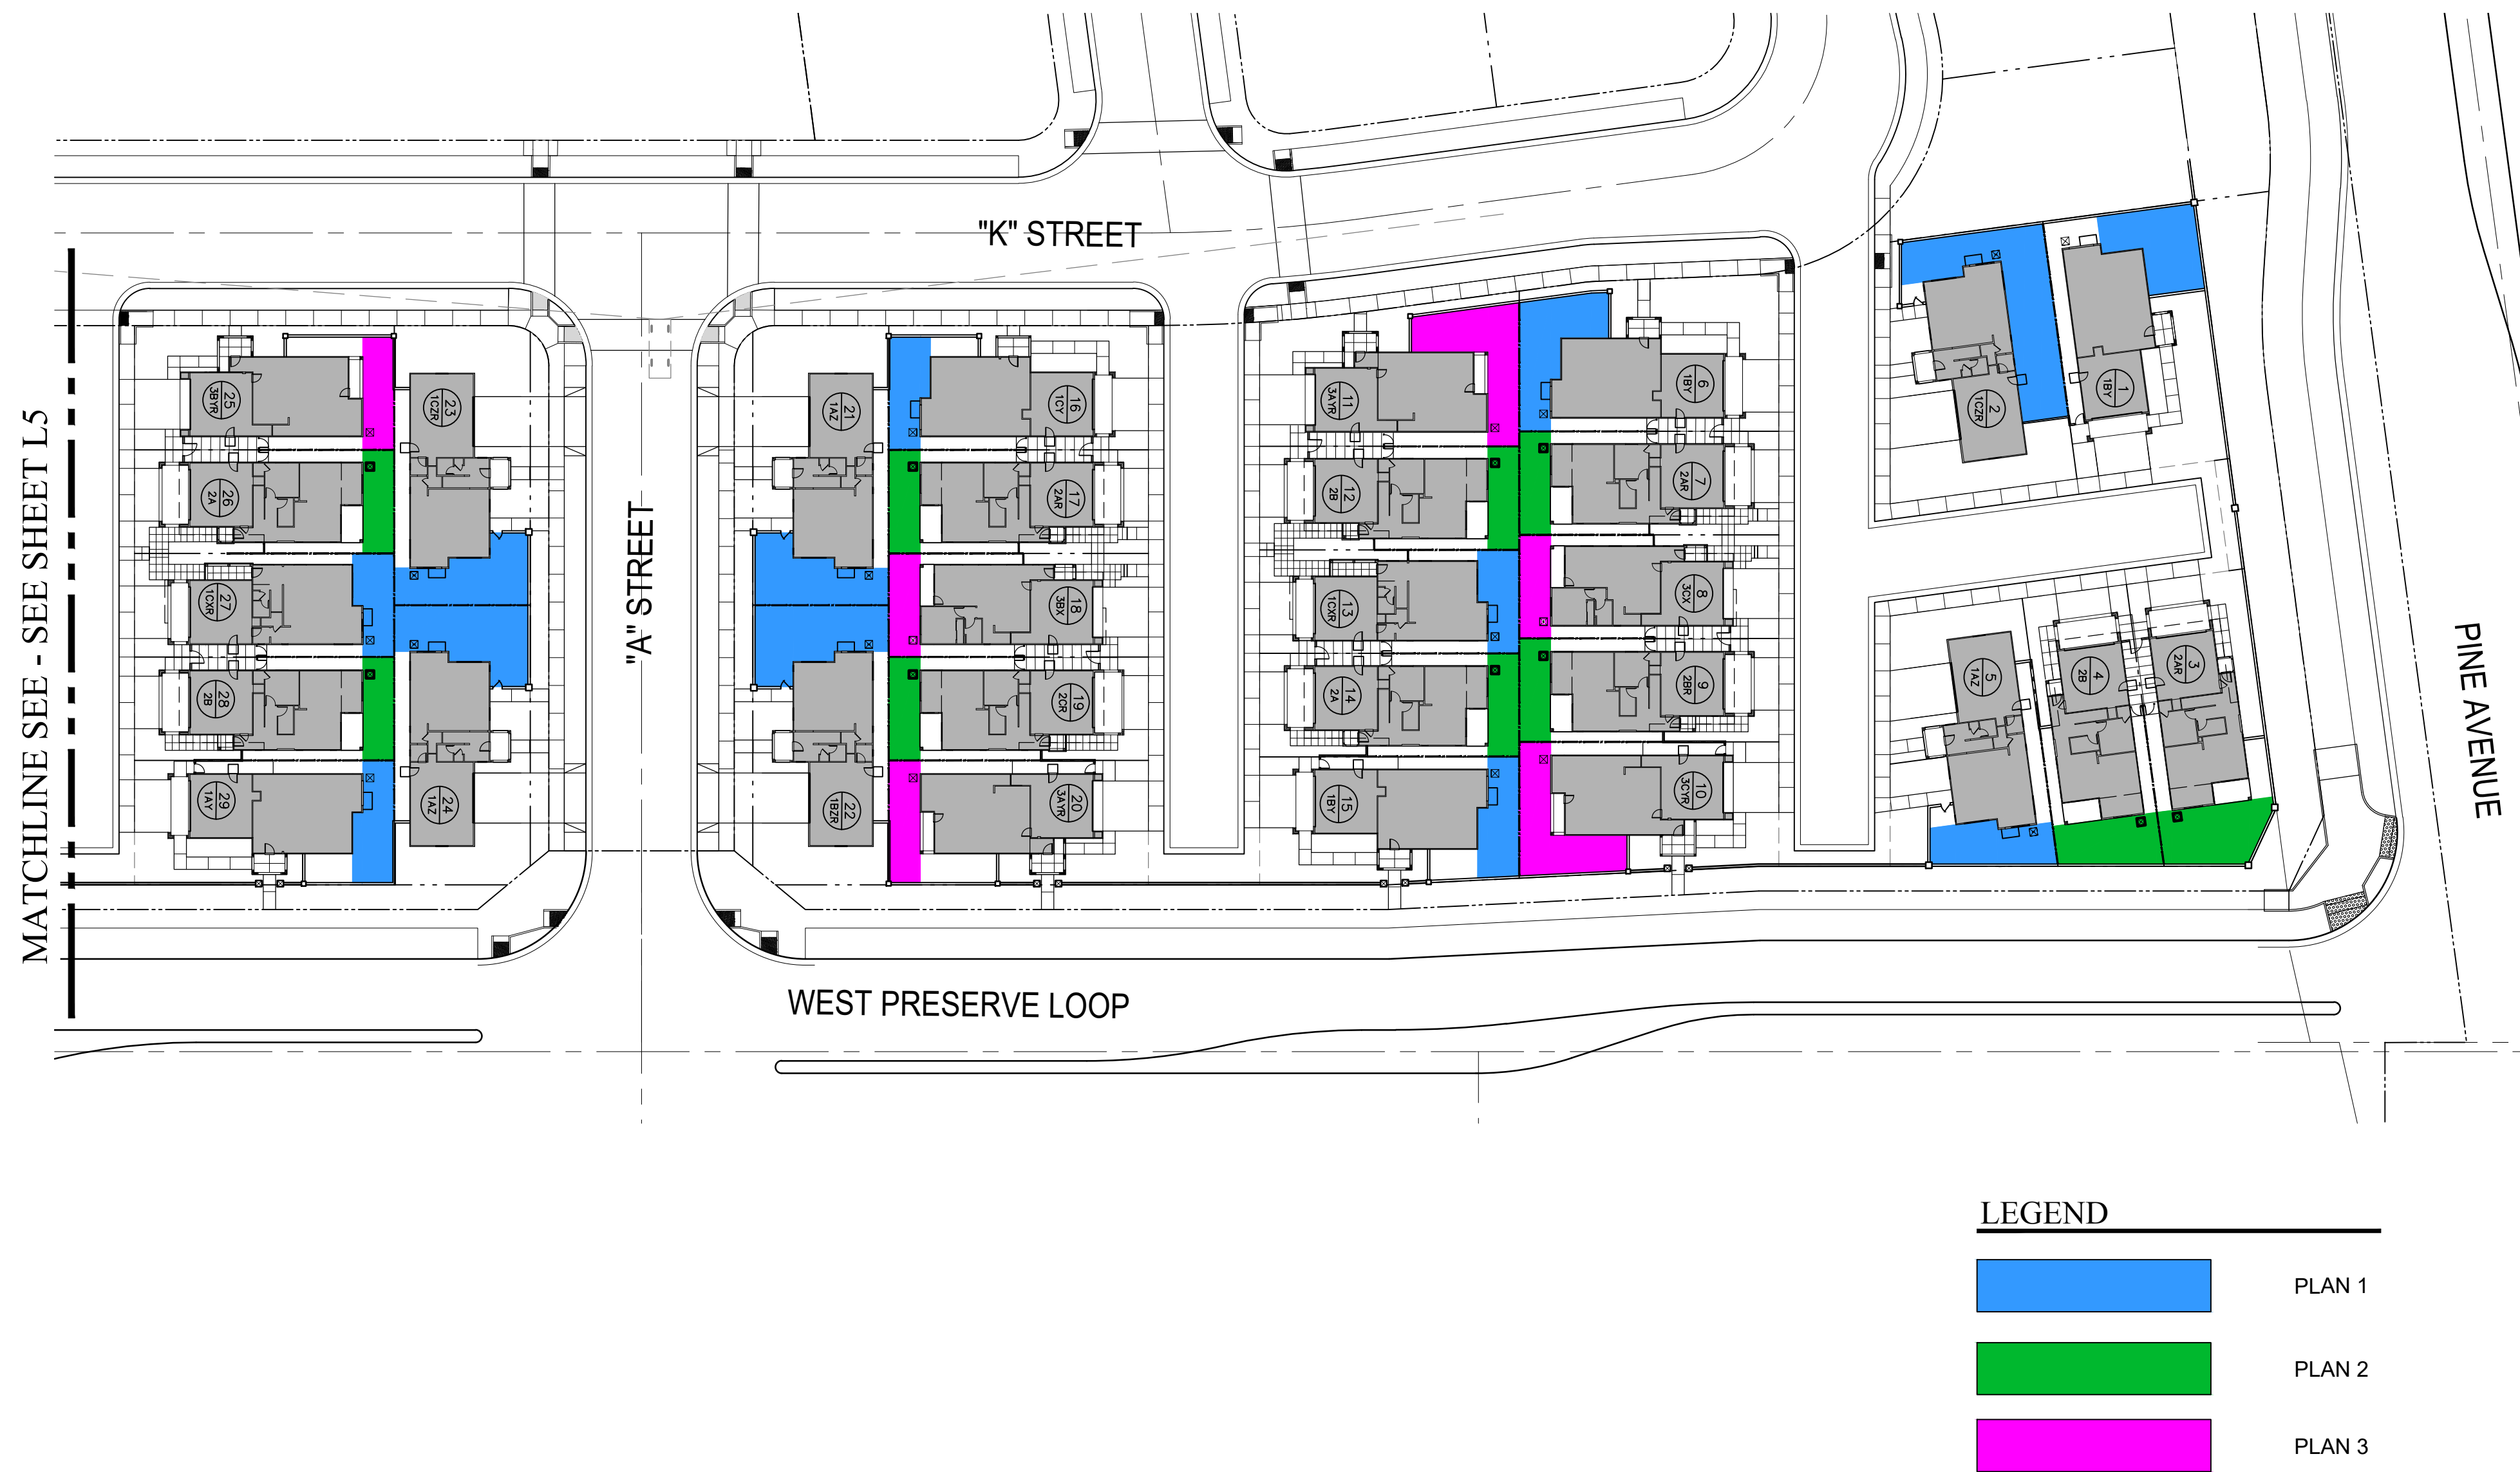 "K" STREET
MATCHLINE SEE - SEE SHEET L5
"A" STREET
PINE AVENUE
WEST PRESERVE LOOP
25
3BYR
26
2A
27
1CXR
28
2B
29
1AY
23
1CZR
24
1AZ
21
1AZ
22
1BZR
16
1CY
17
2AR
18
3BX
19
2CR
20
3AYR
11
3AYR
12
2B
13
1CXR
14
2A
15
1BY
6
1BY
7
2AR
8
3CX
9
2BR
10
3CYR
2
1CZR
1
1BY
5
1AZ
4
2B
3
2AR
LEGEND
PLAN 1
PLAN 2
PLAN 3